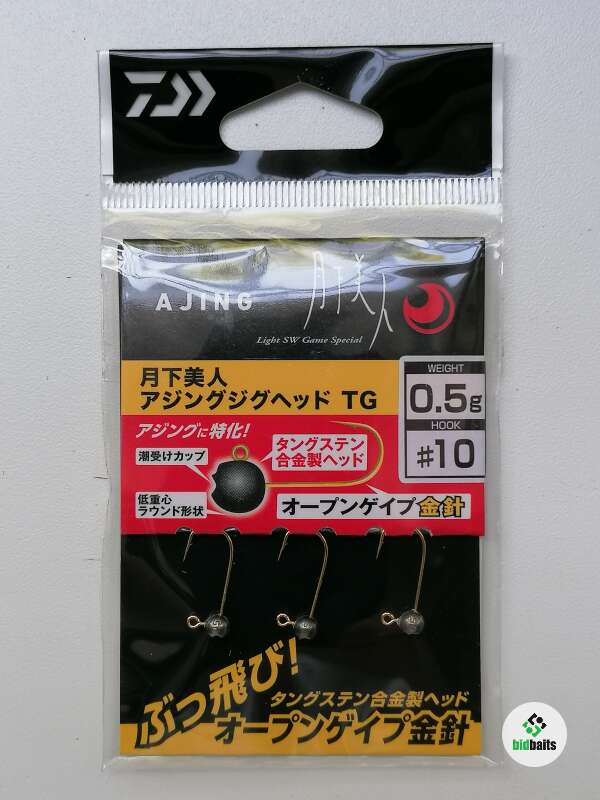 AJING
月下美人
Light SW Game Special
月下美人
アジングジグヘッド TG
WEIGHT
0.5g
HOOK
#10
アジングに特化!
潮受けカップ
タングステン
合金製ヘッド
低重心
ラウンド形状
オープンゲイプ金針
ぶっ飛び!
タングステン合金製ヘッド
オープンゲイプ金針
bidbaits